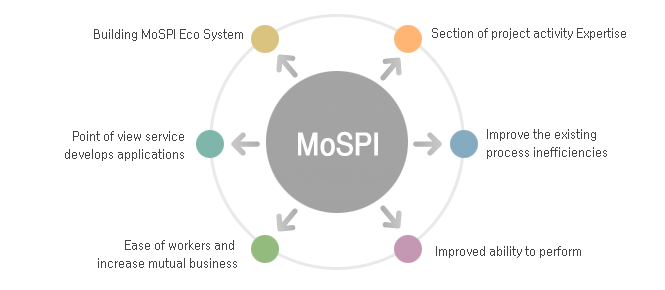 Building MoSPI Eco System
Section of project activity Expertise
Point of view service
develops applications
MoSPI
Improve the existing
process inefficiencies
Ease of workers and
increase mutual business
Improved ability to perform